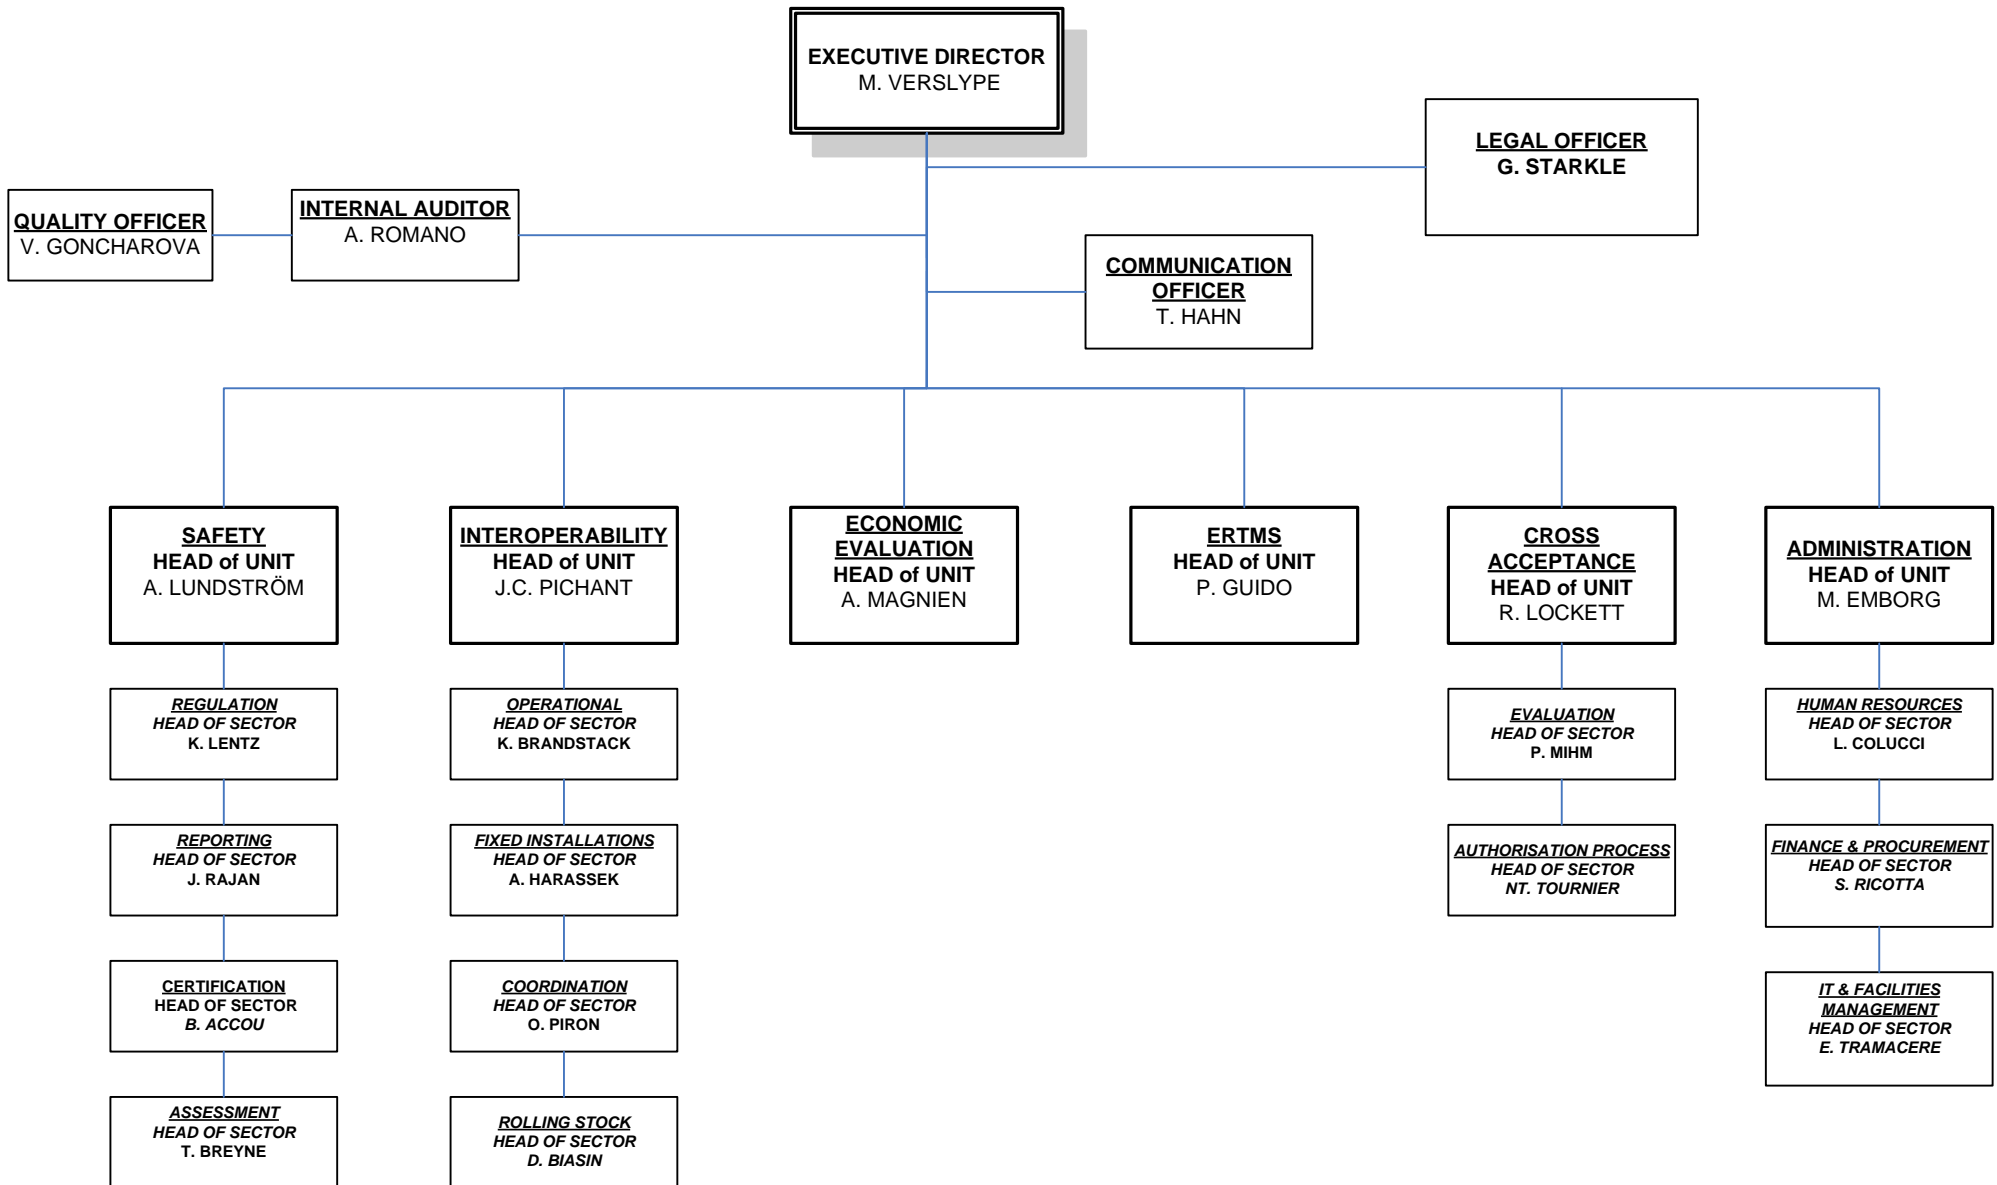 EXECUTIVE DIRECTOR
M. VERSLYPE
LEGAL OFFICER
G. STARKLE
QUALITY OFFICER
V. GONCHAROVA
INTERNAL AUDITOR
A. ROMANO
COMMUNICATION
OFFICER
T. HAHN
SAFETY
HEAD of UNIT
A. LUNDSTRÖM
INTEROPERABILITY
HEAD of UNIT
J.C. PICHANT
ECONOMIC
EVALUATION
HEAD of UNIT
A. MAGNIEN
ERTMS
HEAD of UNIT
P. GUIDO
CROSS
ACCEPTANCE
HEAD of UNIT
R. LOCKETT
ADMINISTRATION
HEAD of UNIT
M. EMBORG
REGULATION
HEAD OF SECTOR
K. LENTZ
OPERATIONAL
HEAD OF SECTOR
K. BRANDSTACK
EVALUATION
HEAD OF SECTOR
P. MIHM
HUMAN RESOURCES
HEAD OF SECTOR
L. COLUCCI
REPORTING
HEAD OF SECTOR
J. RAJAN
FIXED INSTALLATIONS
HEAD OF SECTOR
A. HARASSEK
AUTHORISATION PROCESS
HEAD OF SECTOR
NT. TOURNIER
FINANCE & PROCUREMENT
HEAD OF SECTOR
S. RICOTTA
CERTIFICATION
HEAD OF SECTOR
B. ACCOU
COORDINATION
HEAD OF SECTOR
O. PIRON
IT & FACILITIES
MANAGEMENT
HEAD OF SECTOR
E. TRAMACERE
ASSESSMENT
HEAD OF SECTOR
T. BREYNE
ROLLING STOCK
HEAD OF SECTOR
D. BIASIN